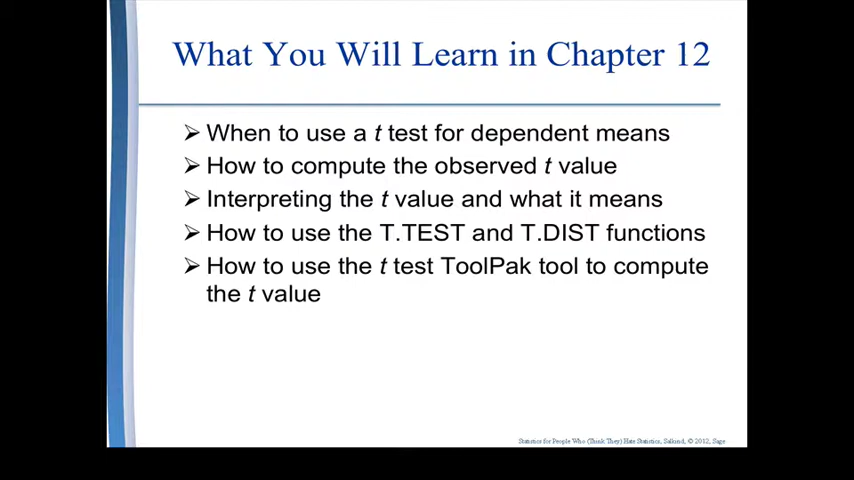 What You Will Learn in Chapter 12
When to use a t test for dependent means
How to compute the observed t value
Interpreting the t value and what it means
How to use the T.TEST and T.DIST functions
How to use the t test ToolPak tool to compute
the t value
Statistics for People Who (Think They) Hate Statistics, Salkind, © 2012, Sage